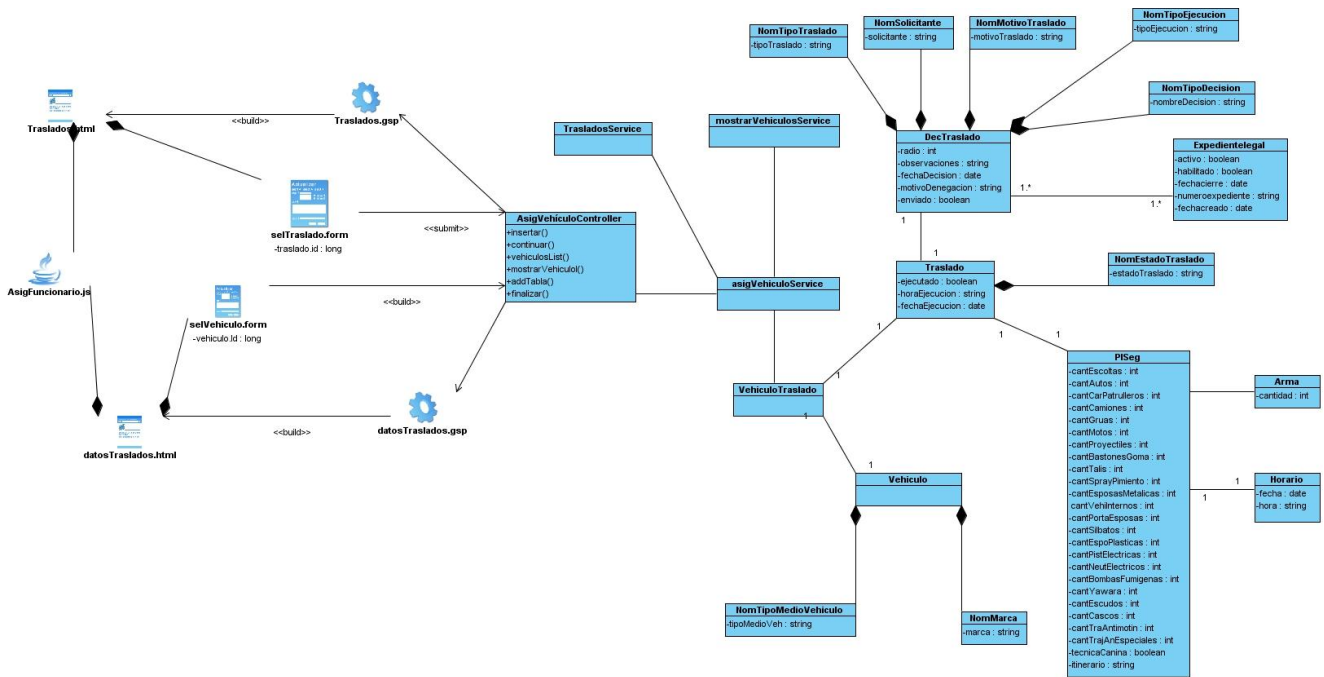 Traslados.html
<<build>>
Traslados.gsp
selTraslado.form
-traslado.id : long
<<submit>>
AsigFuncionario.js
selVehiculo.form
-vehiculo.Id : long
<<build>>
datosTraslados.html
<<build>>
datosTraslados.gsp
AsigVehiculoController
+insertar()
+continuar()
+vehiculosList()
+mostrarVehiculo()
+addTabla()
+finalizar()
TrasladosService
mostrarVehiculosService
asigVehiculoService
VehiculoTraslado
1
1
1
1
Vehiculo
NomTipoMedioVehiculo
-tipoMedioVeh : string
NomMarca
-marca : string
NomTipoTraslado
-tipoTraslado : string
NomSolicitante
-solicitante : string
NomMotivoTraslado
-motivoTraslado : string
NomTipoEjecucion
-tipoEjecucion : string
NomTipoDecision
-nombreDecision : string
DecTraslado
-radio : int
-observaciones : string
-fechaDecision : date
-motivoDenegacion : string
-enviado : boolean
1..*
1..*
Expedientelegal
-activo : boolean
-habilitado : boolean
-fechacierre : date
-numeroexpediente : string
-fechacreado : date
1
1
Traslado
-ejecutado : boolean
-horaEjecucion : string
-fechaEjecucion : date
NomEstadoTraslado
-estadoTraslado : string
1
1
PlSeg
-cantEscoltas : int
-cantAutos : int
-cantCarPatrulleros : int
-cantCamiones : int
-cantGruas : int
-cantMotos : int
-cantProyectiles : int
-cantBastonesGoma : int
-cantTalis : int
-cantSprayPimiento : int
-cantEsposasMetalicas : int
cantVehiInternos : int
-cantPortaEsposas : int
-cantSilbatos : int
-cantEspoPlasticas : int
-cantPistElectricas : int
-cantNeutElectricos : int
-cantBombasFumigenas : int
-cantYawara : int
-cantEscudos : int
-cantCascos : int
-cantTraAntimotin : int
-cantTrajAnEspeciales : int
-tecnicaCanina : boolean
-itinerario : string
Arma
-cantidad : int
1
1
Horario
-fecha : date
-hora : string